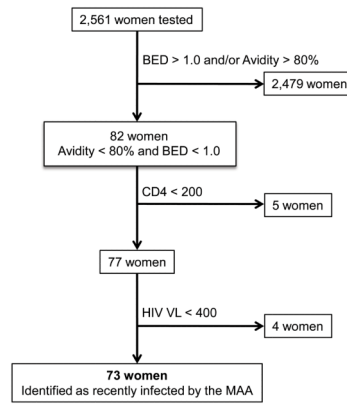 2,561 women tested
BED > 1.0 and/or Avidity > 80%
2,479 women
82 women
Avidity < 80% and BED < 1.0
CD4 < 200
5 women
77 women
HIV VL < 400
4 women
73 women
Identified as recently infected by the MAA